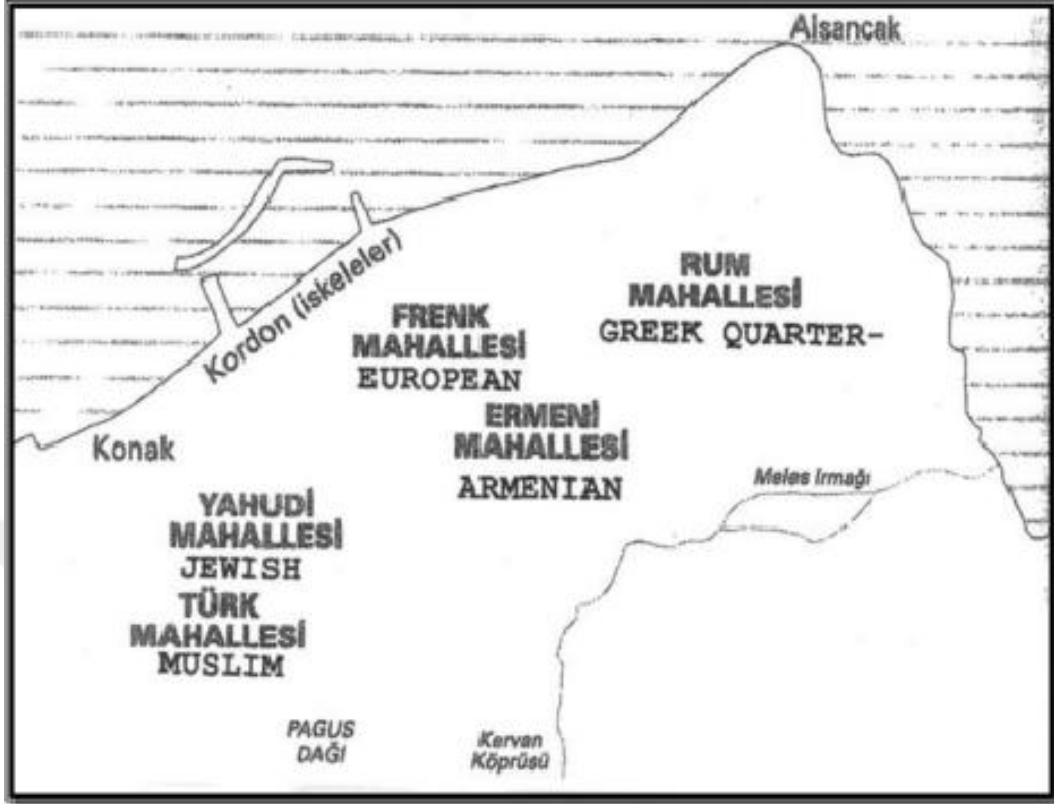 Alsancak
Kordon (iskeleler)
RUM
MAHALLESİ
GREEK QUARTER-
FRENK
MAHALLESİ
EUROPEAN
ERMENİ
MAHALLESİ
ARMENIAN
Konak
Meles Irmağı
YAHUDİ
MAHALLESİ
JEWISH
TÜRK
MAHALLESİ
MUSLIM
PAGUS
DAĞI
Kervan
Köprüsü